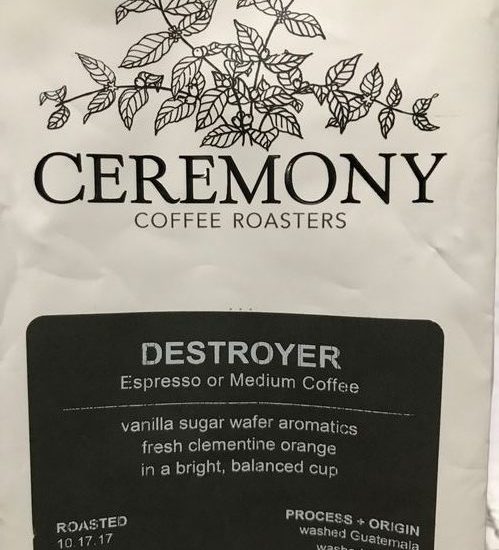 CEREMONY
COFFEE ROASTERS
DESTROYER
Espresso or Medium Coffee
vanilla sugar wafer aromatics
fresh clementine orange
in a bright, balanced cup
ROASTED
10.17.17
PROCESS + ORIGIN
washed Guatemala